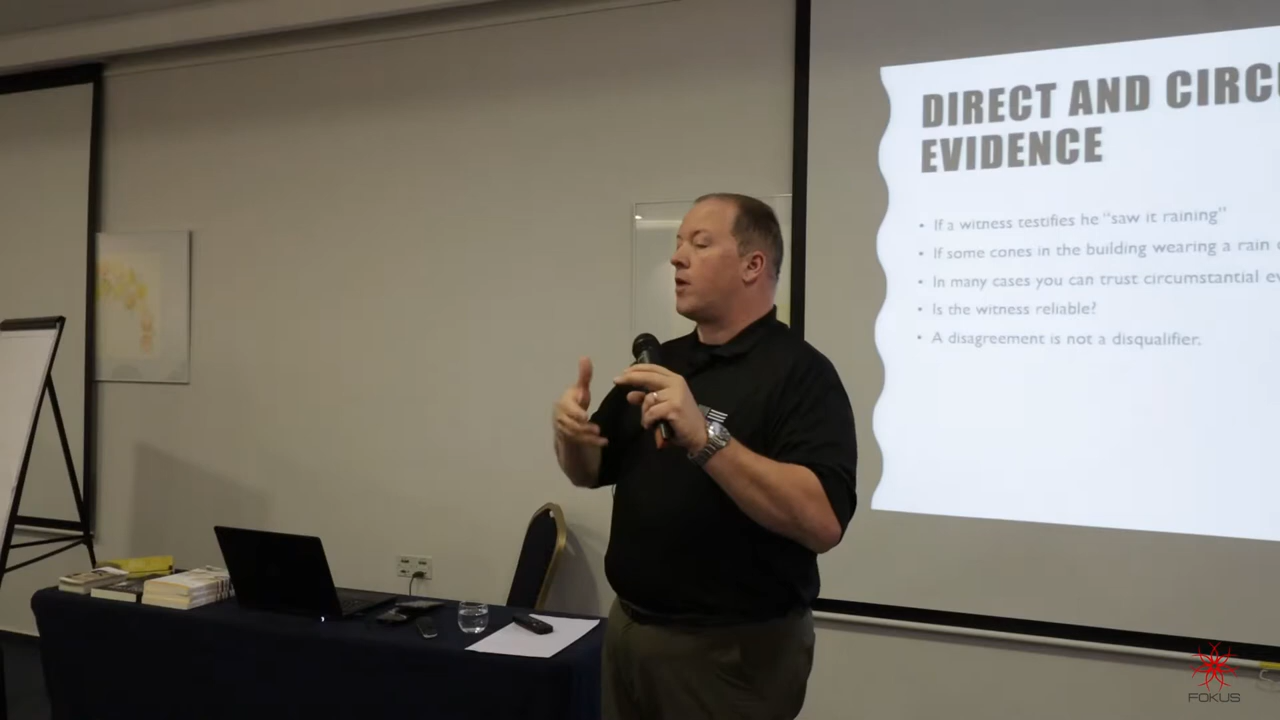 DIRECT AND CIRCU
EVIDENCE
• If a witness testifies he "saw it raining"
• If some cones in the building wearing a rain
• In many cases you can trust circumstantial ev
• Is the witness reliable?
• A disagreement is not a disqualifier.
FOKUS